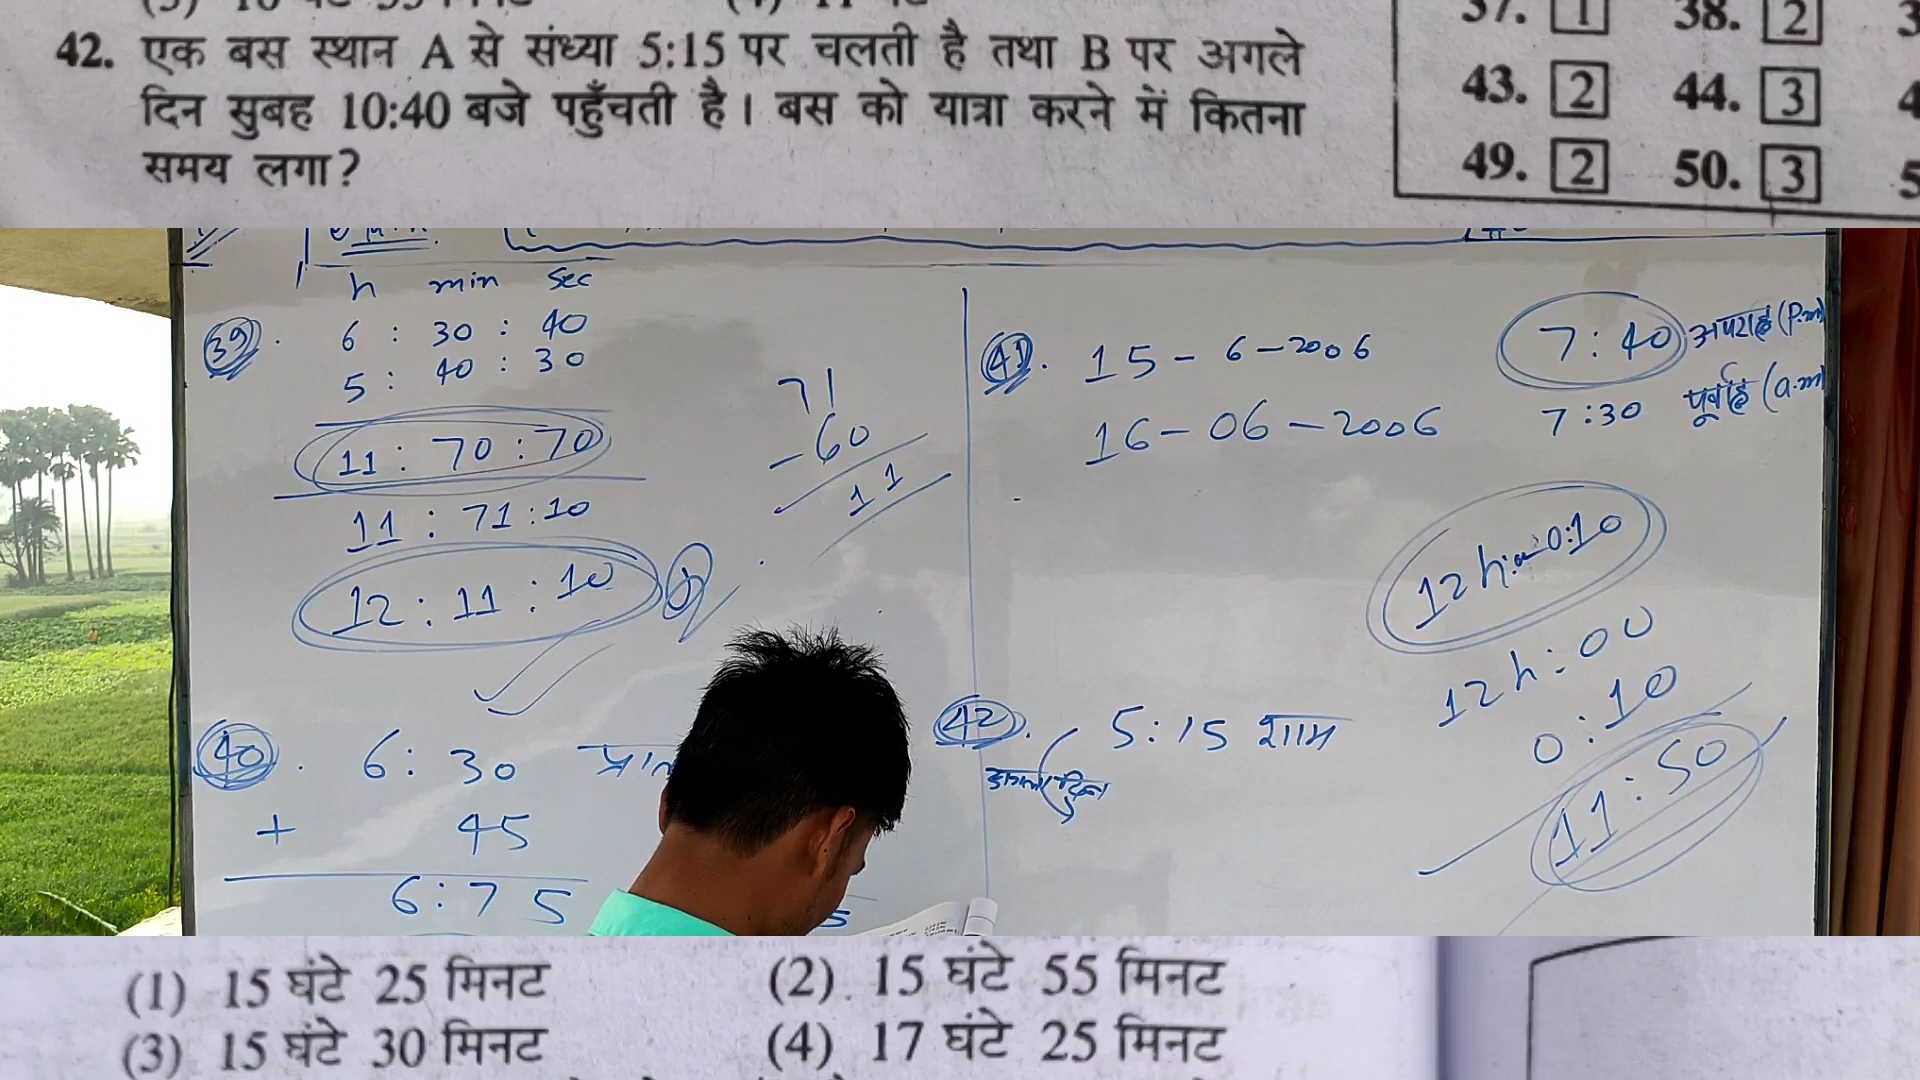 42. एक बस स्थान A से संध्या 5:15 पर चलती है तथा B पर अगले
दिन सुबह 10:40 बजे पहुँचती है। बस को यात्रा करने में कितना
समय लगा?
37. 1 38. 2
43. 2 44. 3
49. 2 50. 3
h min sec
39. 6 : 30 : 40
5 : 40 : 30
11 : 70 : 70
11 : 71 : 10
12 : 11 : 10
71
- 60
11
40. 6 : 30
+ 45
6 : 75
41. 15 - 6 - 2006 7 : 40 अपराह्न (P.m)
16 - 06 - 2006 7 : 30 पूर्वाह्न (a.m)
12 h : 0:10
12 h : 00
0 : 10
11 : 50
42. 5 : 15 शाम
(1) 15 घंटे 25 मिनट (2) 15 घंटे 55 मिनट
(3) 15 घंटे 30 मिनट (4) 17 घंटे 25 मिनट